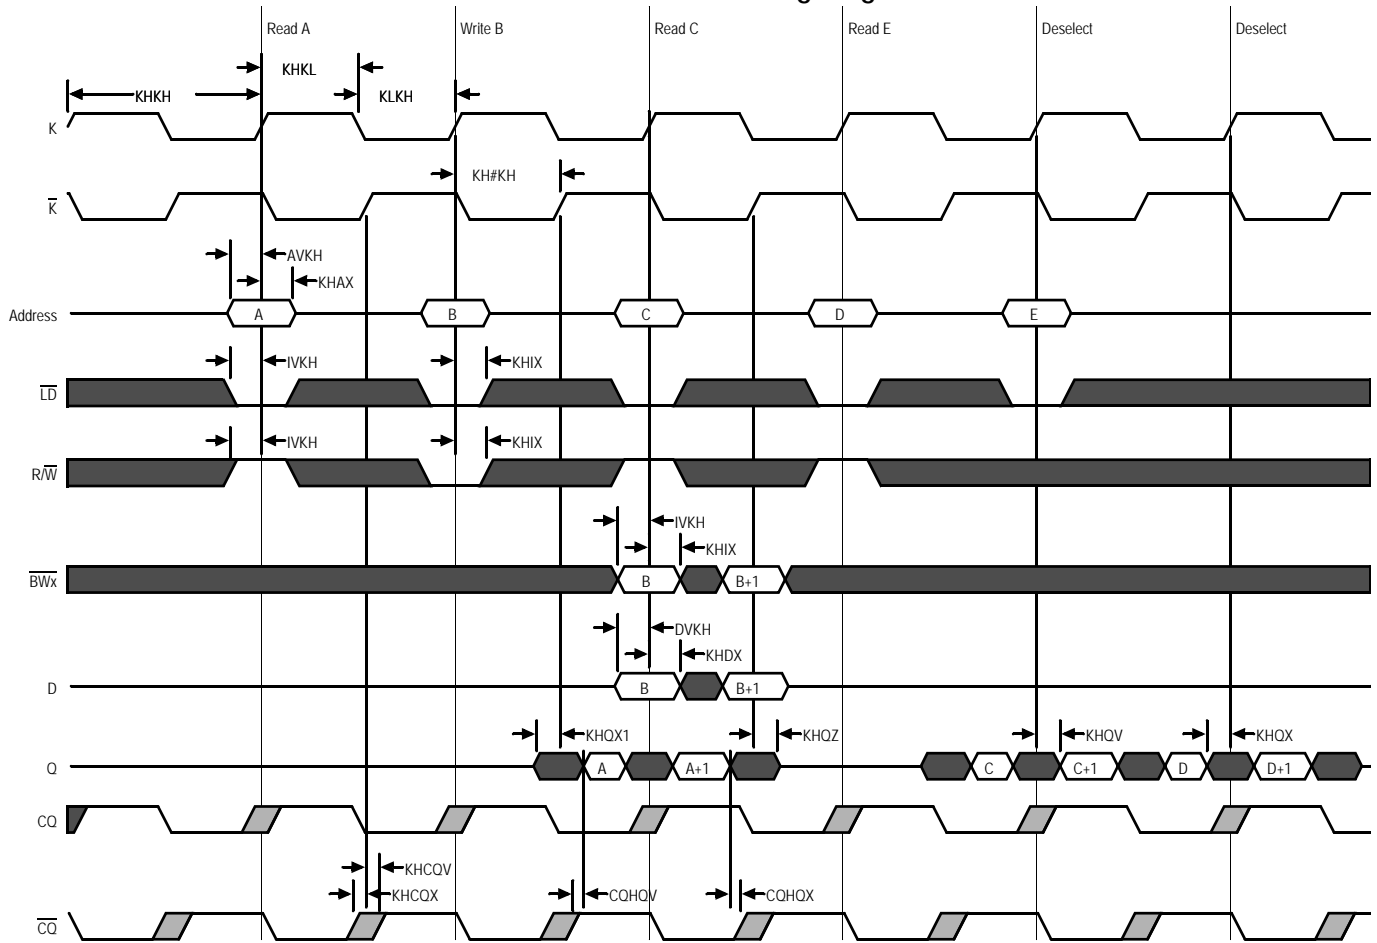 Read A Write B Read C Read E Deselect Deselect
KHKL
KHKH KLKH
K
KH#KH
K
AVKH
KHAX
Address A B C D E
IVKH KHIX
LD
IVKH KHIX
R/W
IVKH
KHIX
BWx B B+1
DVKH
KHDX
D B B+1
KHQX1 KHQZ KHQV KHQX
Q A A+1 C C+1 D D+1
CQ
KHCQV
KHCQX CQHQV CQHQX
CQ